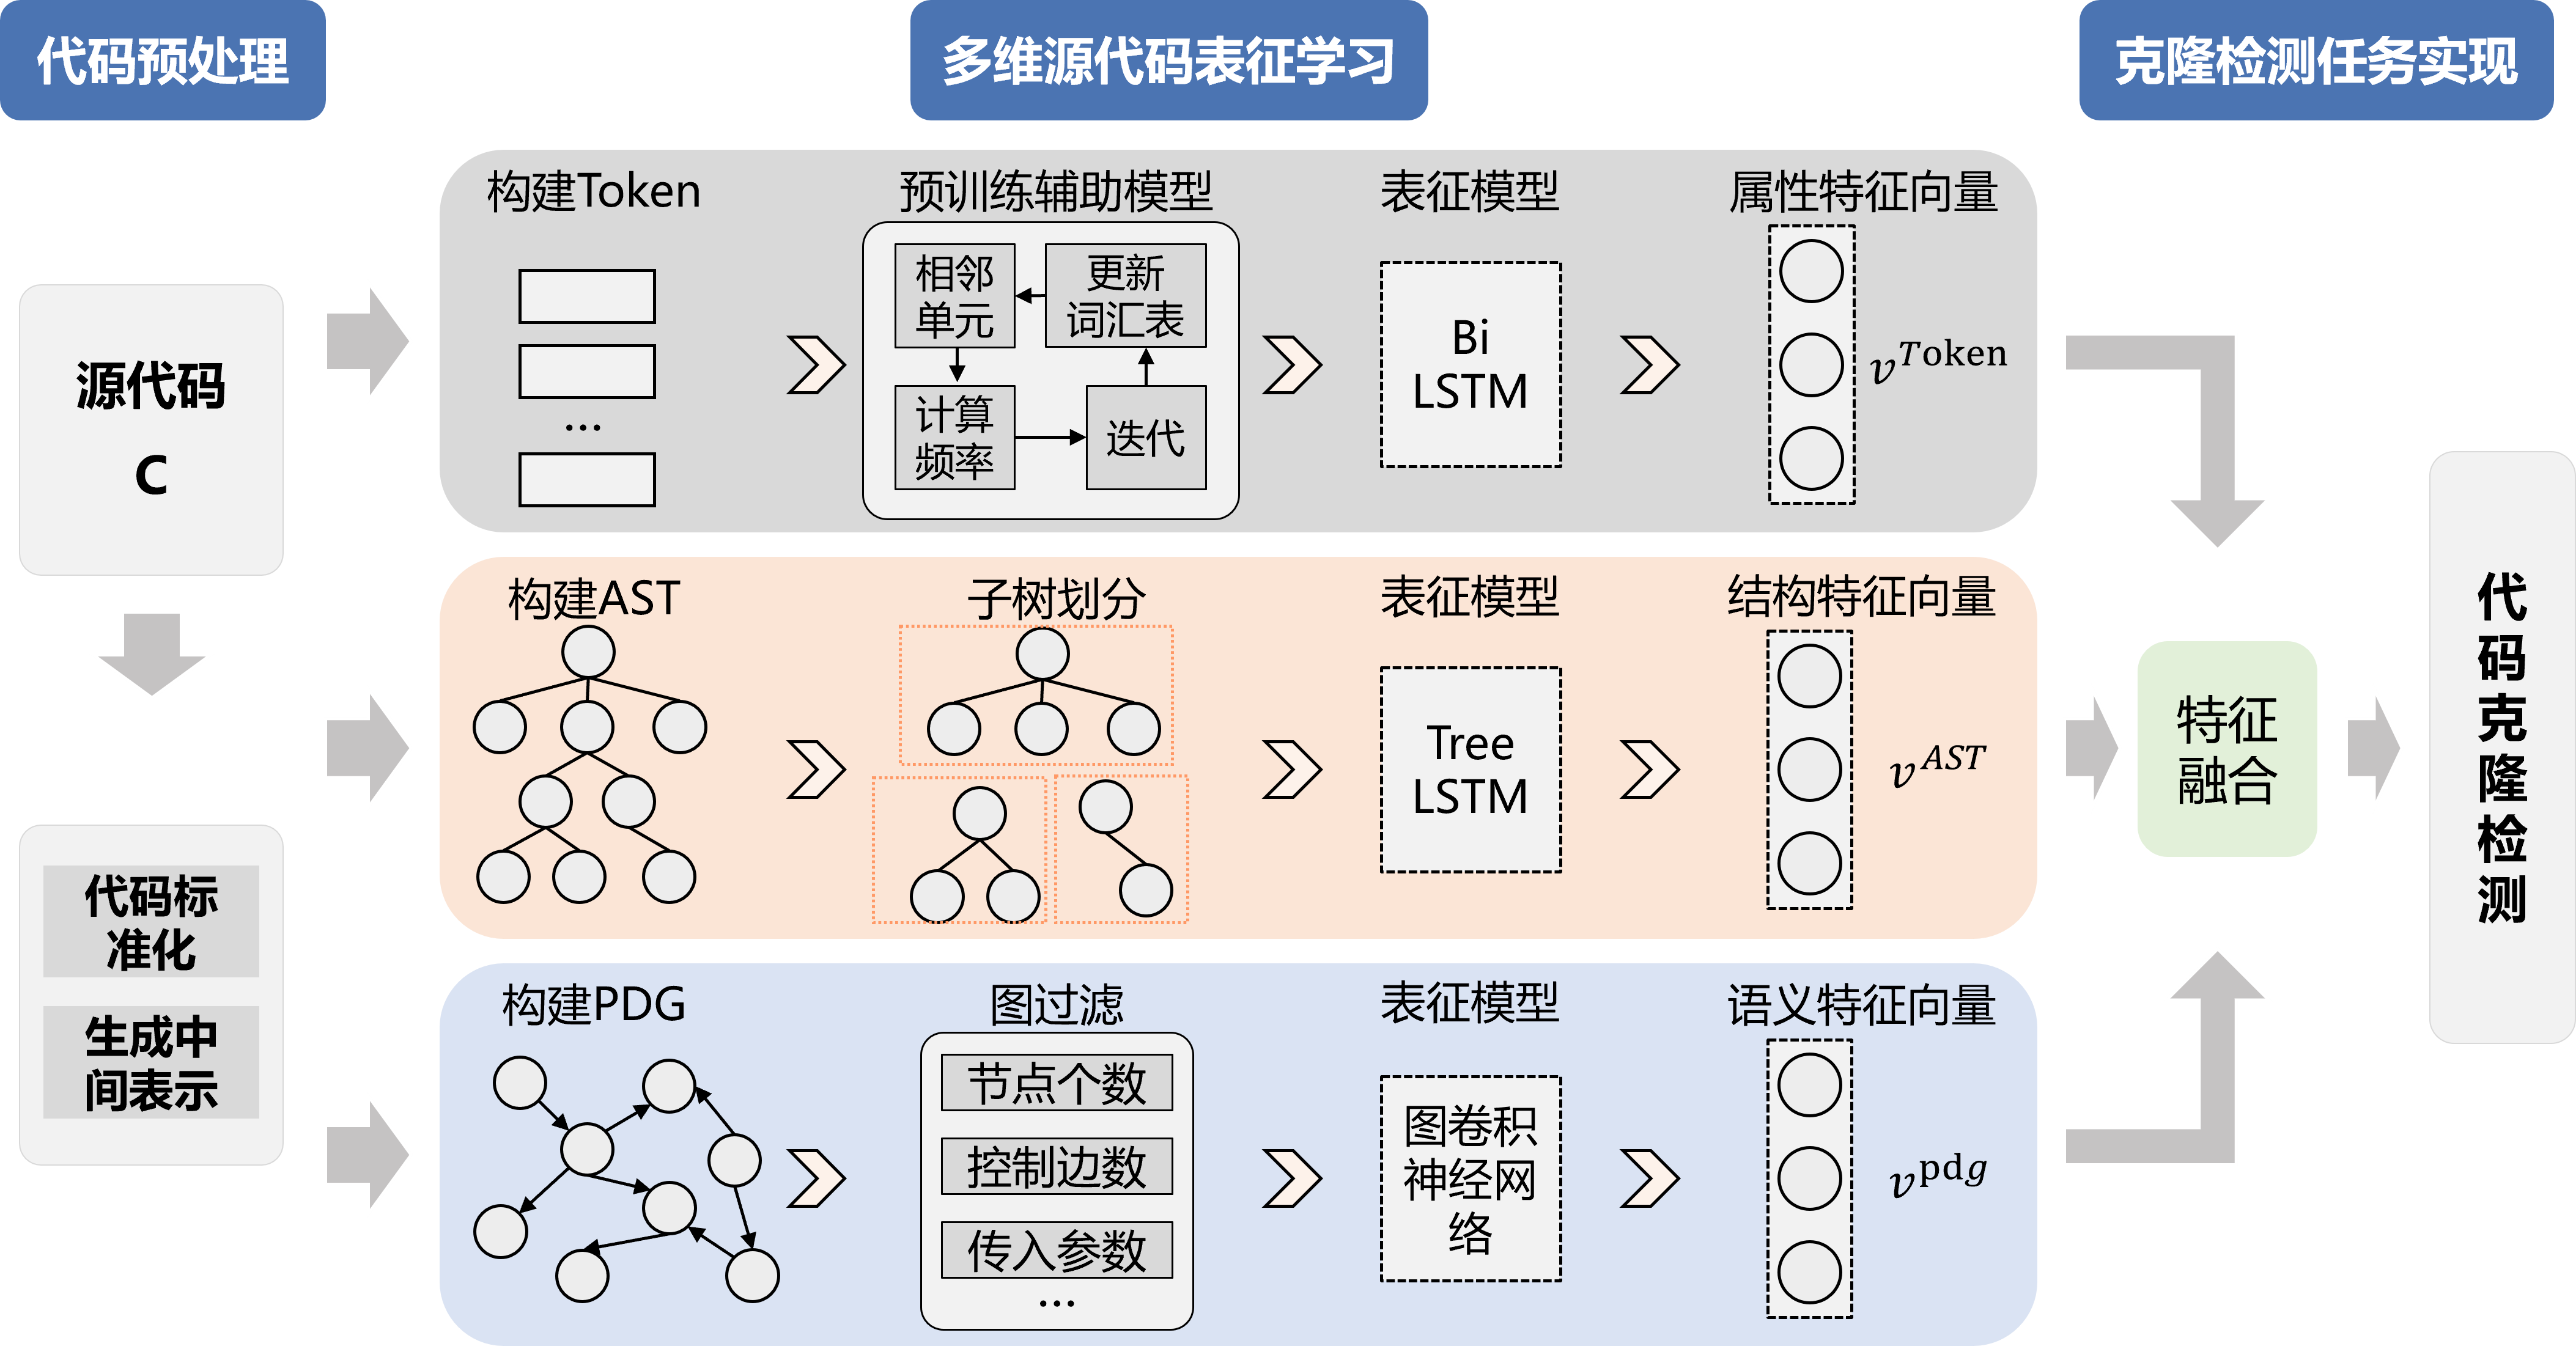 代码预处理
多维源代码表征学习
克隆检测任务实现
源代码
C
代码标
准化
生成中
间表示
构建Token
...
预训练辅助模型
相邻
单元
更新
词汇表
计算
频率
迭代
表征模型
Bi
LSTM
属性特征向量
v^Token
构建AST
子树划分
表征模型
Tree
LSTM
结构特征向量
v^AST
构建PDG
图过滤
节点个数
控制边数
传入参数
...
表征模型
图卷积
神经网
络
语义特征向量
v^pdg
特征
融合
代
码
克
隆
检
测